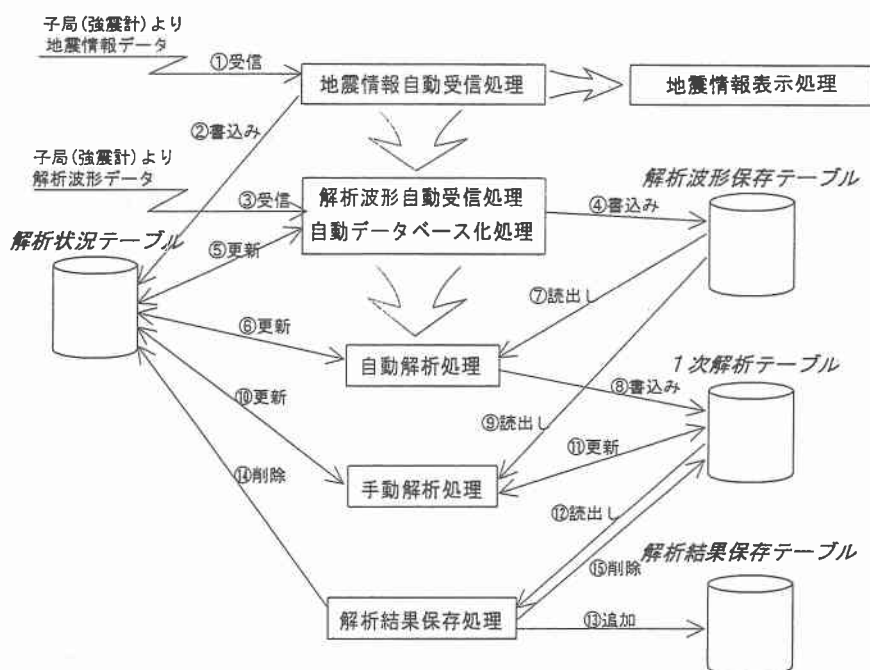 子局(強震計)より
地震情報データ
①受信
地震情報自動受信処理
地震情報表示処理
②書込み
子局(強震計)より
解析波形データ
③受信
解析波形自動受信処理
自動データベース化処理
④書込み
解析波形保存テーブル
解析状況テーブル
⑤更新
⑦読出し
⑥更新
自動解析処理
1次解析テーブル
⑧書込み
⑩更新
⑨読出し
⑪更新
⑭削除
手動解析処理
⑫読出し
解析結果保存テーブル
⑮削除
解析結果保存処理
⑬追加